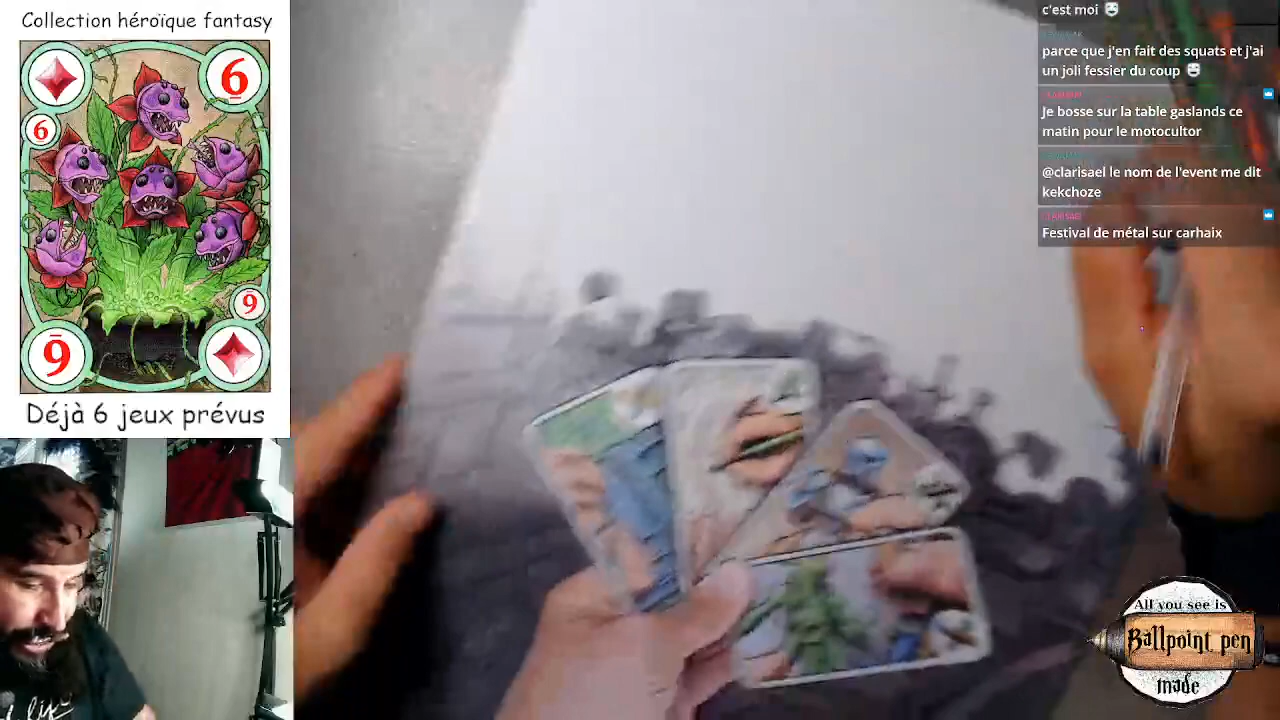 Collection héroïque fantasy
6
6
9
9
Déjà 6 jeux prévus
c'est moi
parce que j'en fait des squats et j'ai
un joli fessier du coup
Je bosse sur la table gaslands ce
matin pour le motocultor
@clarisael le nom de l'event me dit
kekchoze
Festival de métal sur carhaix
All you see is
Ballpoint pen
made